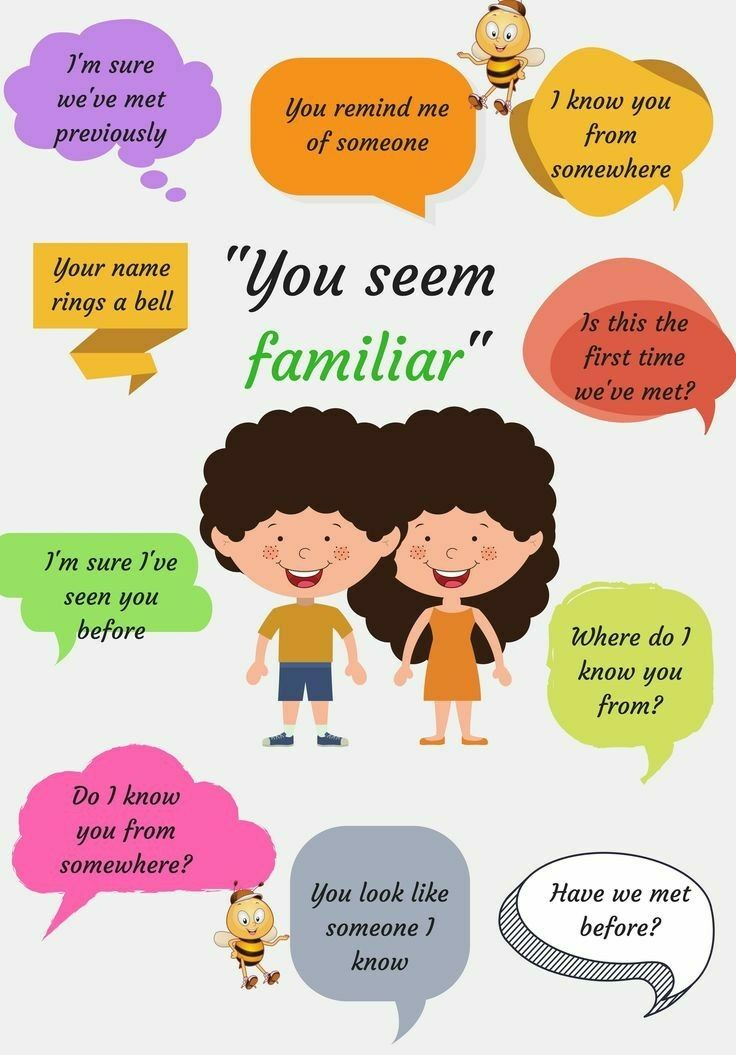 I'm sure
we've met
previously
You remind me
of someone
I know you
from
somewhere
Your name
rings a bell
"You seem
familiar"
Is this the
first time
we've met?
I'm sure I've
seen you
before
Where do I
know you
from?
Do I know
you from
somewhere?
You look like
someone I
know
Have we met
before?